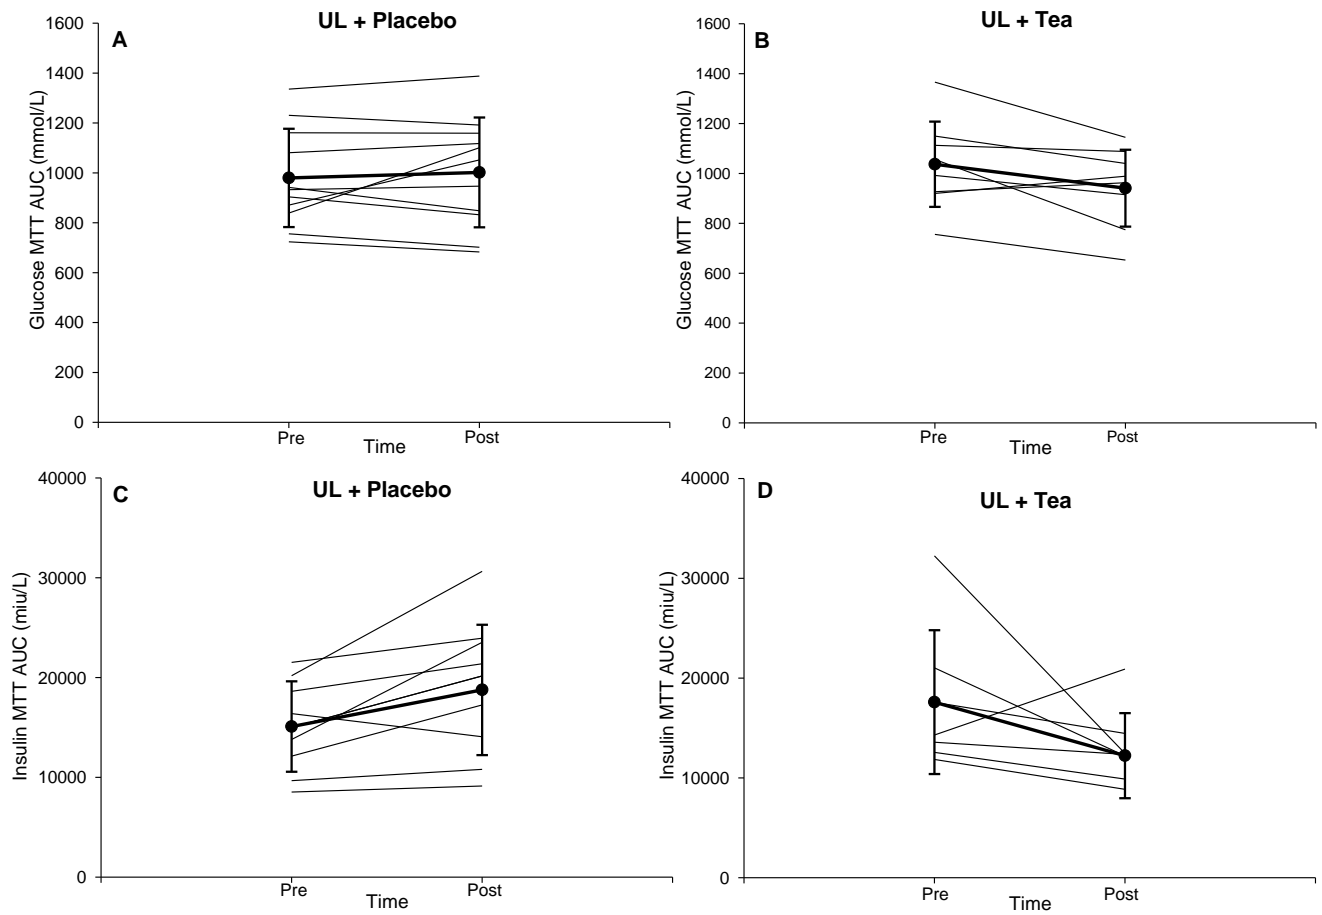 A
UL + Placebo
Glucose MTT AUC (mmol/L)
1600
1400
1200
1000
800
600
400
200
0
Pre
Time
Post
B
UL + Tea
Glucose MTT AUC (mmol/L)
1600
1400
1200
1000
800
600
400
200
0
Pre
Time
Post
C
UL + Placebo
Insulin MTT AUC (miu/L)
40000
30000
20000
10000
0
Pre
Time
Post
D
UL + Tea
Insulin MTT AUC (miu/L)
40000
30000
20000
10000
0
Pre
Time
Post